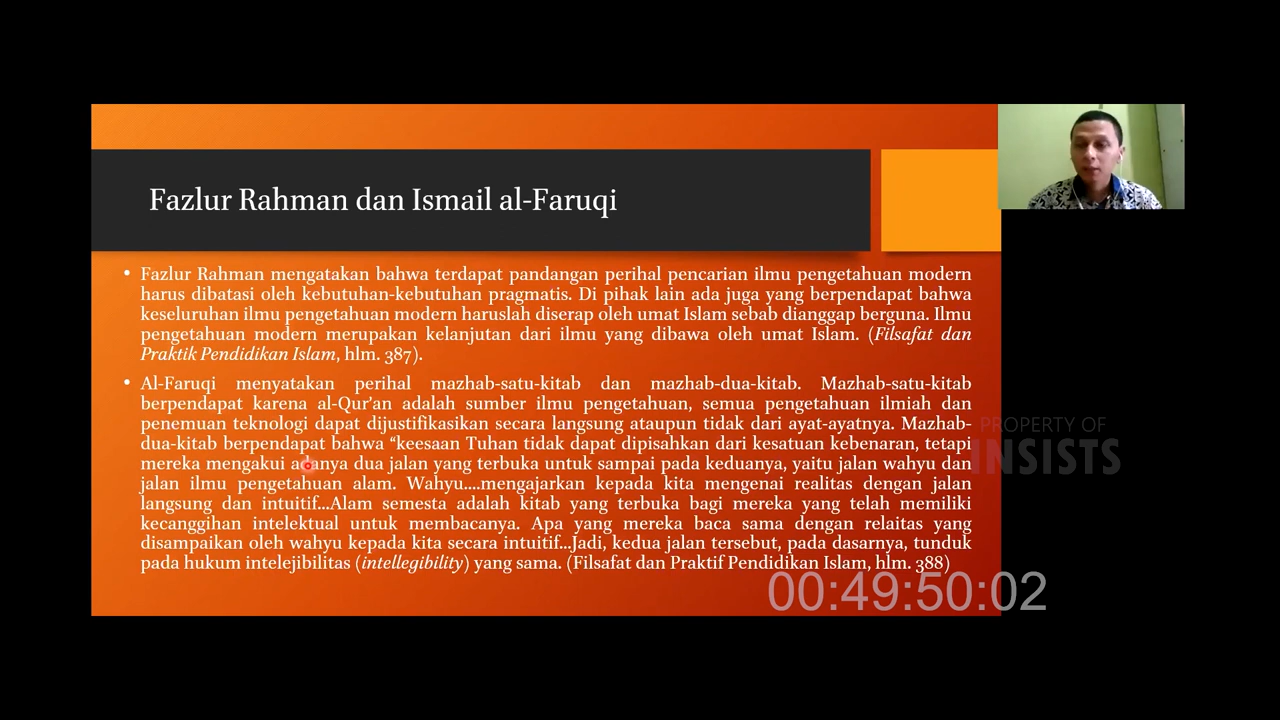 Fazlur Rahman dan Ismail al-Faruqi
• Fazlur Rahman mengatakan bahwa terdapat pandangan perihal pencarian ilmu pengetahuan modern
harus dibatasi oleh kebutuhan-kebutuhan pragmatis. Di pihak lain ada juga yang berpendapat bahwa
keseluruhan ilmu pengetahuan modern haruslah diserap oleh umat Islam sebab dianggap berguna. Ilmu
pengetahuan modern merupakan kelanjutan dari ilmu yang dibawa oleh umat Islam. (Filsafat dan
Praktik Pendidikan Islam, hlm. 387).
• Al-Faruqi menyatakan perihal mazhab-satu-kitab dan mazhab-dua-kitab. Mazhab-satu-kitab
berpendapat karena al-Qur’an adalah sumber ilmu pengetahuan, semua pengetahuan ilmiah dan
penemuan teknologi dapat dijustifikasikan secara langsung ataupun tidak dari ayat-ayatnya. Mazhab-
dua-kitab berpendapat bahwa “keesaan Tuhan tidak dapat dipisahkan dari kesatuan kebenaran, tetapi
mereka mengakui adanya dua jalan yang terbuka untuk sampai pada keduanya, yaitu jalan wahyu dan
jalan ilmu pengetahuan alam. Wahyu....mengajarkan kepada kita mengenai realitas dengan jalan
langsung dan intuitif...Alam semesta adalah kitab yang terbuka bagi mereka yang telah memiliki
kecanggihan intelektual untuk membacanya. Apa yang mereka baca sama dengan relaitas yang
disampaikan oleh wahyu kepada kita secara intuitif...Jadi, kedua jalan tersebut, pada dasarnya, tunduk
pada hukum intelejibilitas (intellegibility) yang sama. (Filsafat dan Praktif Pendidikan Islam, hlm. 388)
PROPERTY OF
INSISTS
00:49:50:02